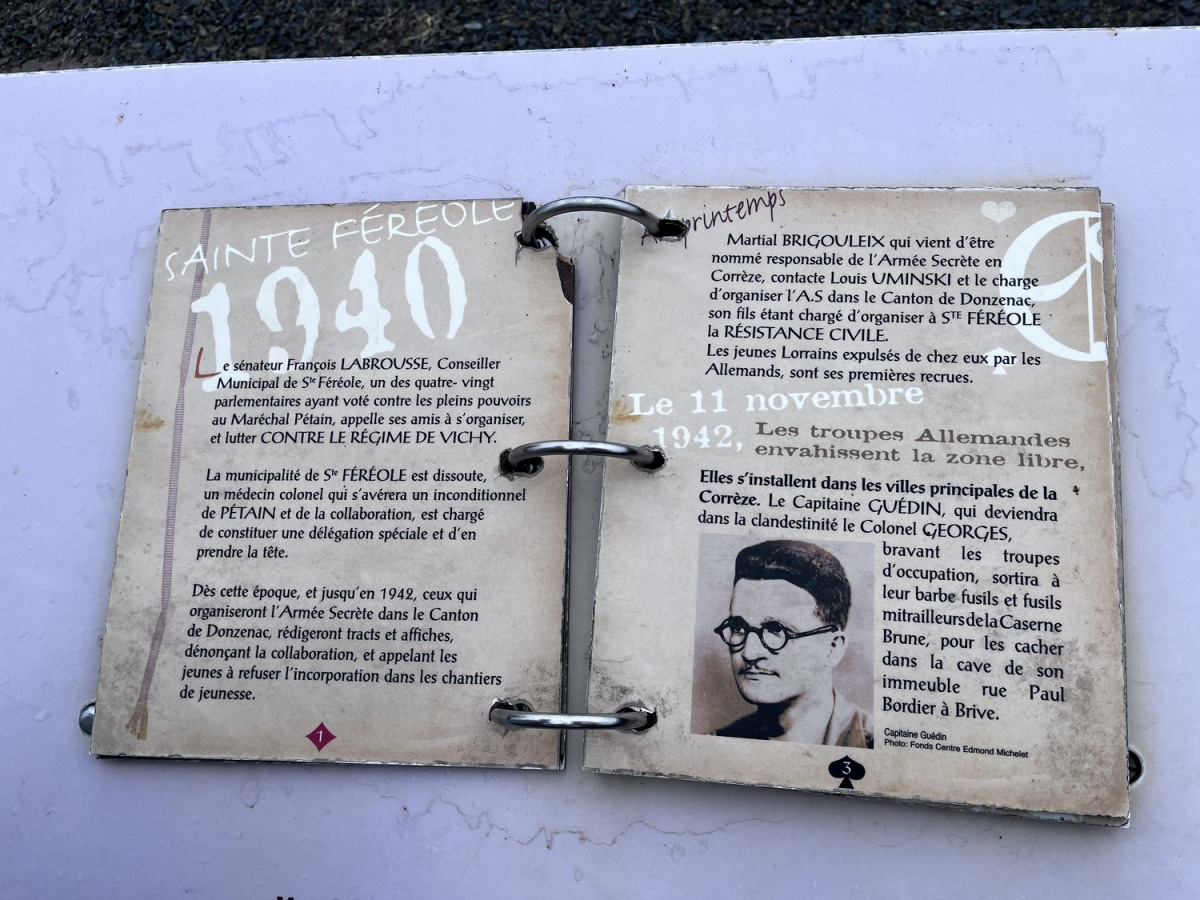 SAINTE FÉRÉOLE
1940
Le sénateur François LABROUSSE, Conseiller
Municipal de Ste Féréole, un des quatre- vingt
parlementaires ayant voté contre les pleins pouvoirs
au Maréchal Pétain, appelle ses amis à s'organiser,
et lutter CONTRE LE RÉGIME DE VICHY.
La municipalité de Ste FÉRÉOLE est dissoute,
un médecin colonel qui s'avérera un inconditionnel
de PÉTAIN et de la collaboration, est chargé
de constituer une délégation spéciale et d'en
prendre la tête.
Dès cette époque, et jusqu'en 1942, ceux qui
organiseront l'Armée Secrète dans le Canton
de Donzenac, rédigeront tracts et affiches,
dénonçant la collaboration, et appelant les
jeunes à refuser l'incorporation dans les chantiers
de jeunesse.
1
printemps
Martial BRIGOULEIX qui vient d'être
nommé responsable de l'Armée Secrète en
Corrèze, contacte Louis UMINSKI et le charge
d'organiser l'A.S dans le Canton de Donzenac,
son fils étant chargé d'organiser à STE FÉRÉOLE
la RÉSISTANCE CIVILE.
Les jeunes Lorrains expulsés de chez eux par les
Allemands, sont ses premières recrues.
Le 11 novembre
1942, Les troupes Allemandes
envahissent la zone libre,
Elles s'installent dans les villes principales de la
Corrèze. Le Capitaine GUÉDIN, qui deviendra
dans la clandestinité le Colonel GEORGES,
bravant les troupes
d'occupation, sortira à
leur barbe fusils et fusils
mitrailleurs de la Caserne
Brune, pour les cacher
dans la cave de son
immeuble rue Paul
Bordier à Brive.
Capitaine Guédin
Photo: Fonds Centre Edmond Michelet
3